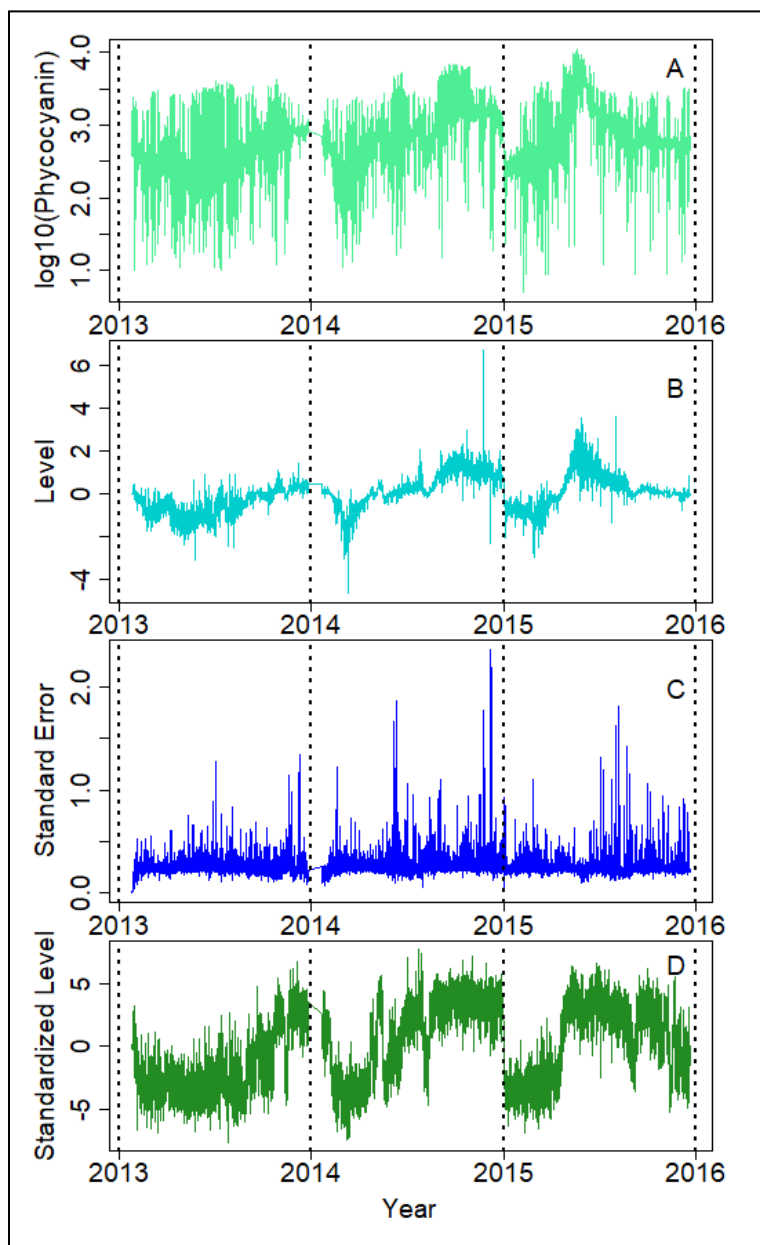 A
log10(Phycocyanin)
4.0
3.0
2.0
1.0
2013 2014 2015 2016
B
Level
6
4
2
0
-4
2013 2014 2015 2016
C
Standard Error
2.0
1.0
0.0
2013 2014 2015 2016
D
Standardized Level
5
0
-5
2013 2014 2015 2016
Year